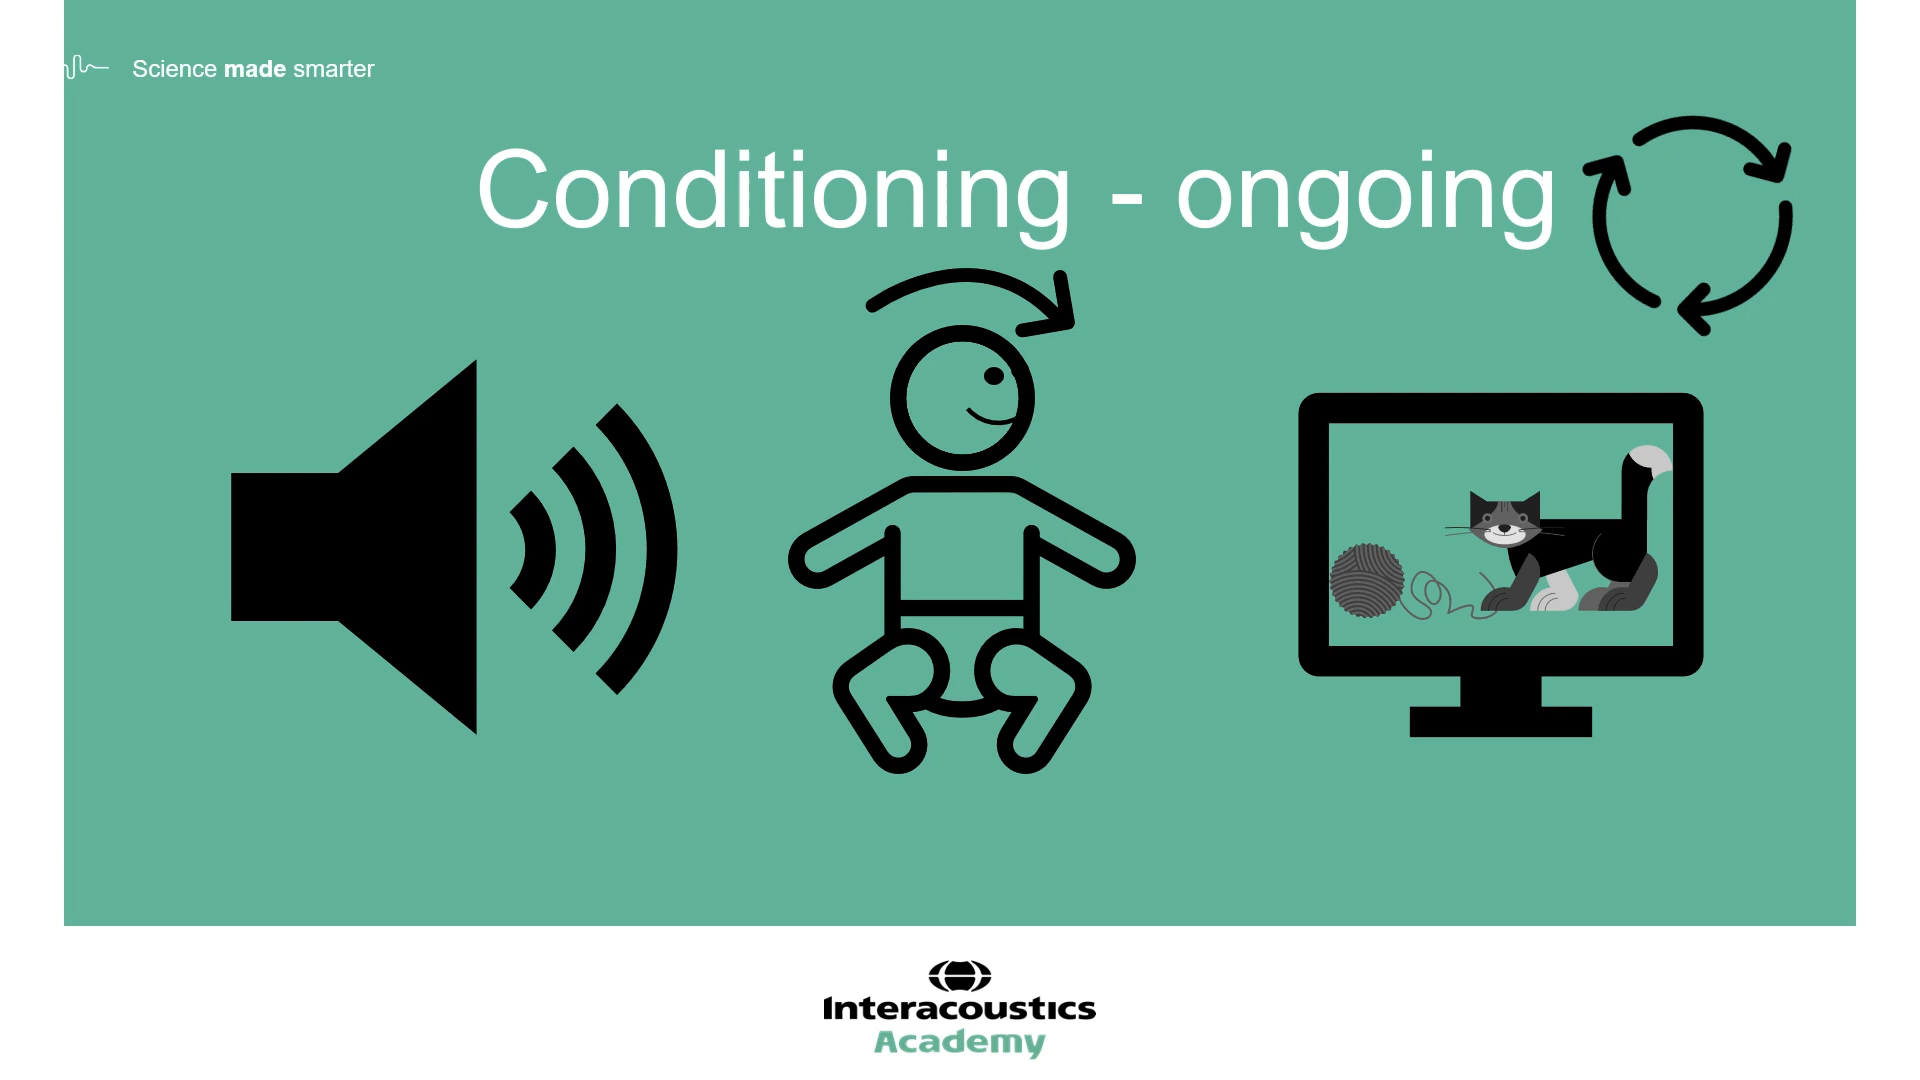 Science made smarter
Conditioning - ongoing
Interacoustics
Academy